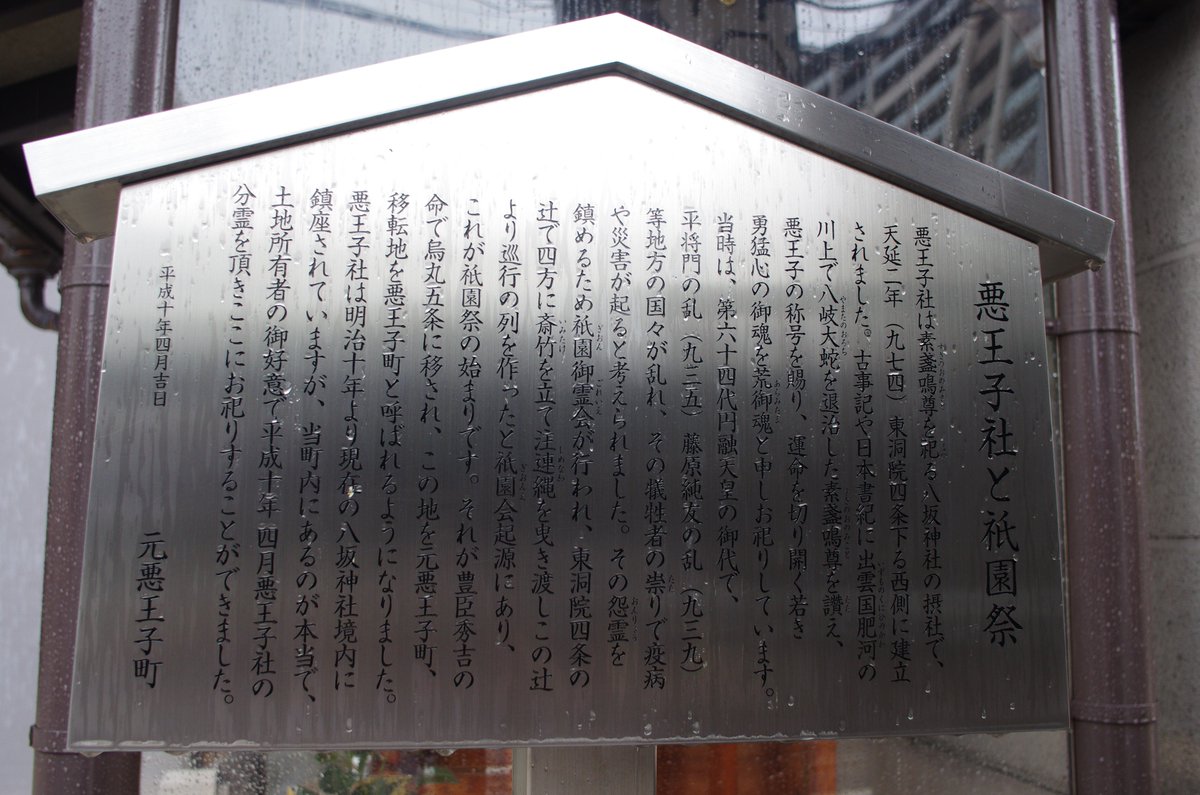 悪王子社と祇園祭
悪王子社は素盞嗚尊を祀る八坂神社の摂社で、
天延二年（九七四）東洞院四条下る西側に建立
されました。古事記や日本書紀に出雲国肥河の
川上で八岐大蛇を退治した素盞嗚尊を讃え、
悪王子の称号を賜り、運命を切り開く若き
勇猛心の御魂を荒御魂と申しお祀りしています。
当時は、第六十四代円融天皇の御代で、
平将門の乱（九三五）藤原純友の乱（九三九）
等地方の国々が乱れ、その犠牲者の祟りで疫病
や災害が起ると考えられました。その怨霊を
鎮めるため祇園御霊会が行われ、東洞院四条の
辻で四方に斎竹を立て注連縄を曳き渡しこの辻
より巡行の列を作ったと祇園会起源にあり、
これが祇園祭の始まりです。それが豊臣秀吉の
命で烏丸五条に移され、この地を元悪王子町、
移転地を悪王子町と呼ばれるようになりました。
悪王子社は明治十年より現在の八坂神社境内に
鎮座されていますが、当町内にあるのが本当で、
土地所有者の御好意で平成十年四月悪王子社の
分霊を頂きここにお祀りすることができました。
平成十年四月吉日
元悪王子町